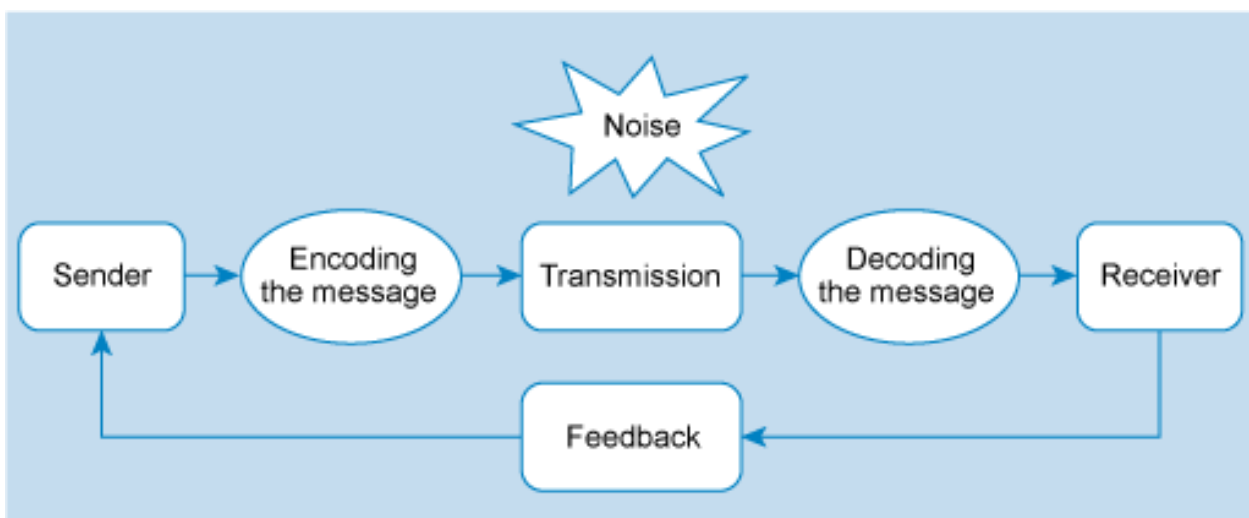 Noise
Sender
Encoding
the message
Transmission
Decoding
the message
Receiver
Feedback